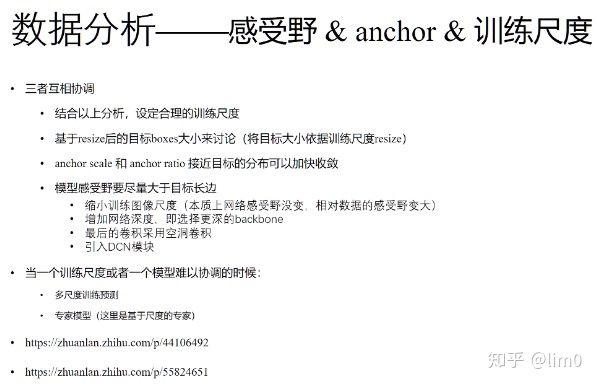 数据分析——感受野 & anchor & 训练尺度
• 三者互相协调
• 结合以上分析，设定合理的训练尺度
• 基于resize后的目标boxes大小来讨论（将目标大小依据训练尺度resize）
• anchor scale 和 anchor ratio 接近目标的分布可以加快收敛
• 模型感受野要尽量大于目标长边
• 缩小训练图像尺度（本质上网络感受野没变，相对数据的感受野变大）
• 增加网络深度，即选择更深的backbone
• 最后的卷积采用空洞卷积
• 引入DCN模块
• 当一个训练尺度或者一个模型难以协调的时候：
• 多尺度训练预测
• 专家模型（这里是基于尺度的专家）
• https://zhuanlan.zhihu.com/p/44106492
• https://zhuanlan.zhihu.com/p/55824651
知乎 @lim0